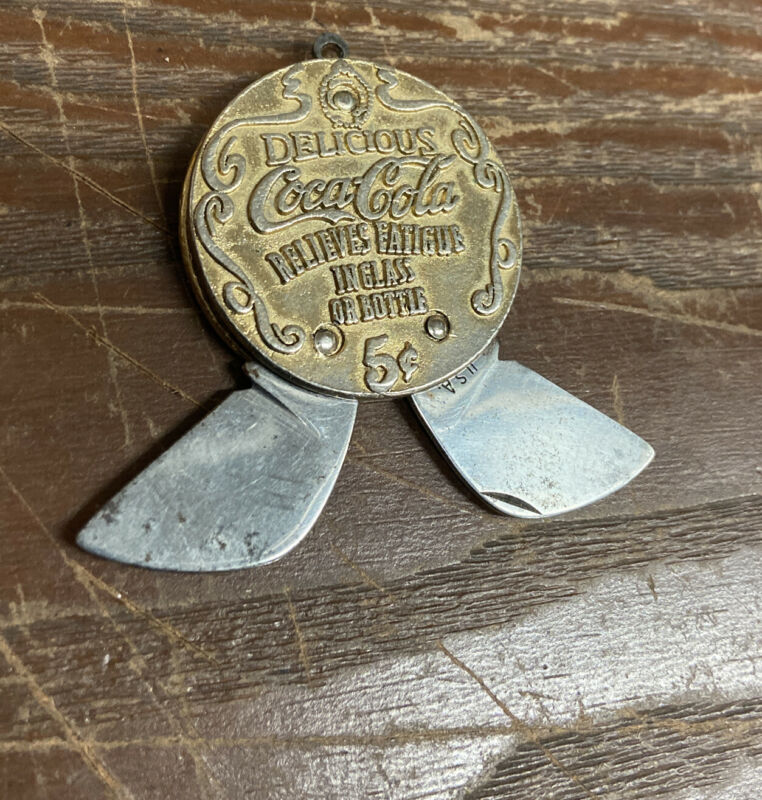 DELICIOUS
Coca-Cola
RELIEVES FATIGUE
IN GLASS
OR BOTTLE
5¢
U.S.A.